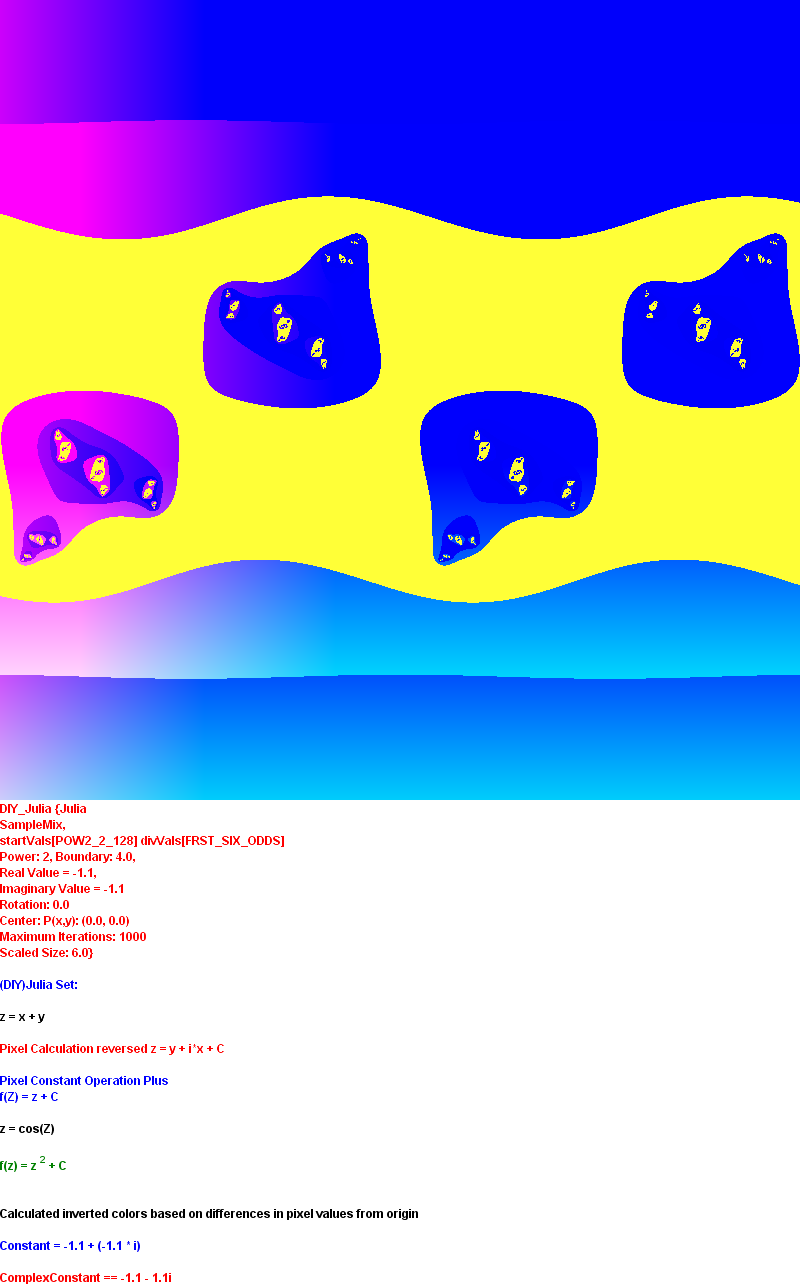 DIY_Julia {Julia
SampleMix,
startVals[POW2_2_128] divVals[FRST_SIX_ODDS]
Power: 2, Boundary: 4.0,
Real Value = -1.1,
Imaginary Value = -1.1
Rotation: 0.0
Center: P(x,y): (0.0, 0.0)
Maximum Iterations: 1000
Scaled Size: 6.0}
(DIY)Julia Set:
z = x + y
Pixel Calculation reversed z = y + i*x + C
Pixel Constant Operation Plus
f(Z) = z + C
z = cos(Z)
f(z) = z 2 + C
Calculated inverted colors based on differences in pixel values from origin
Constant = -1.1 + (-1.1 * i)
ComplexConstant == -1.1 - 1.1i